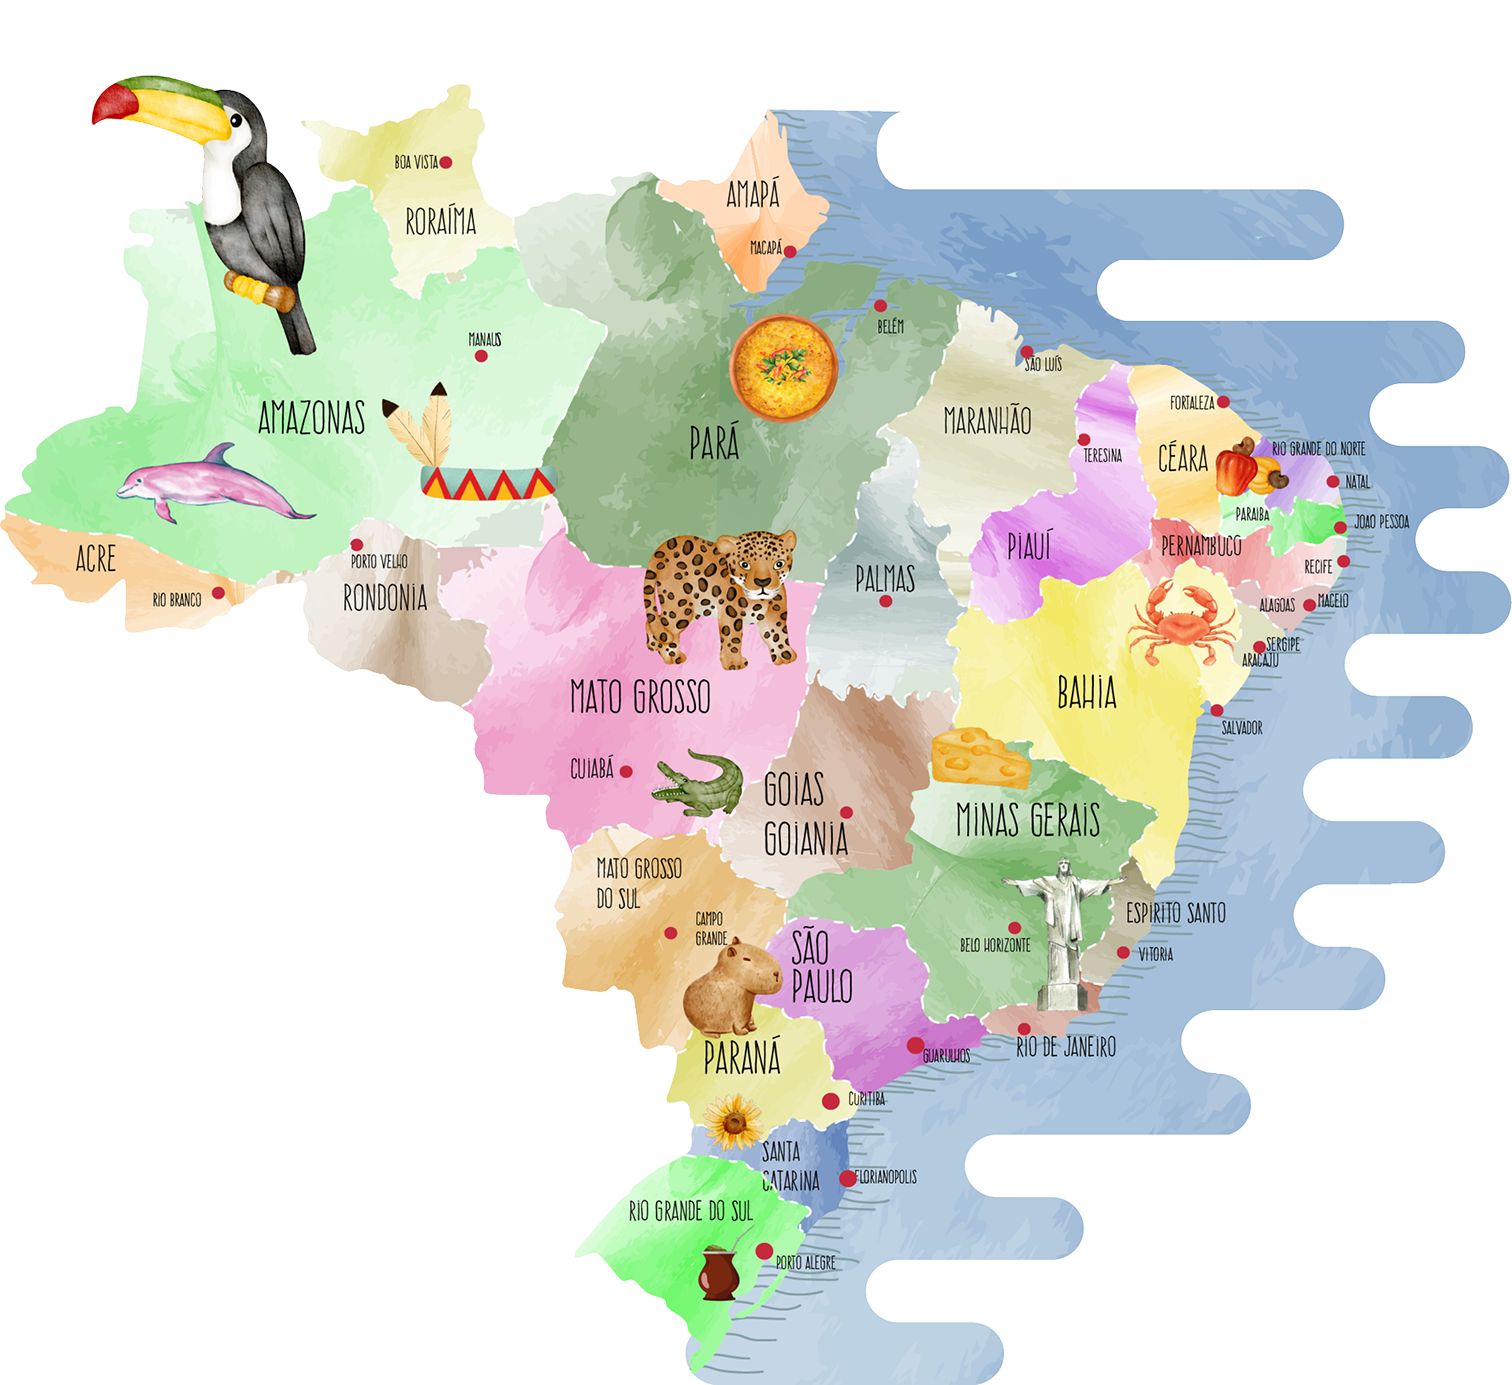 BOA VISTA
RORAÍMA
AMAPÁ
MACAPÁ
BELÉM
MANAUS
AMAZONAS
PARÁ
SÃO LUÍS
MARANHÃO
TERESINA
FORTALEZA
CÉARA
RIO GRANDE DO NORTE
NATAL
PARAIBA
JOAO PESSOA
PIAUÍ
PERNAMBUCO
RECIFE
ACRE
RIO BRANCO
PORTO VELHO
RONDONIA
PALMAS
ALAGOAS
MACEIO
SERGIPE
ARACAJU
MATO GROSSO
BAHIA
SALVADOR
CUIABÁ
GOIAS
GOIANIA
MINAS GERAIS
MATO GROSSO
DO SUL
CAMPO
GRANDE
ESPIRITO SANTO
BELO HORIZONTE
VITORIA
SÃO
PAULO
PARANÁ
GUARULHOS
RIO DE JANEIRO
CURITIBA
SANTA
CATARINA
FLORIANOPOLIS
RIO GRANDE DO SUL
PORTO ALEGRE